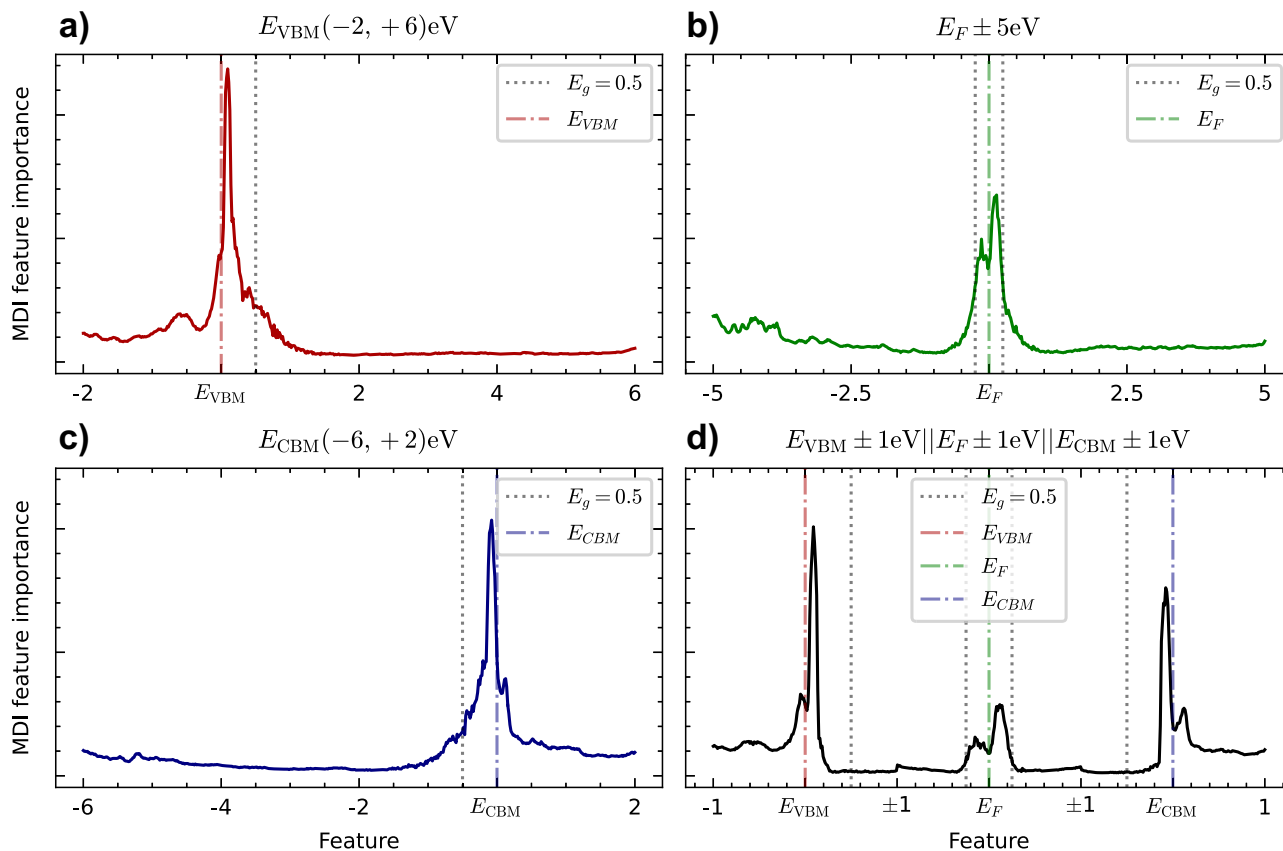 a) E_VBM(−2, +6)eV
MDI feature importance
E_g = 0.5
E_VBM
-2 E_VBM 2 4 6
b) E_F ± 5eV
E_g = 0.5
E_F
-5 -2.5 E_F 2.5 5
c) E_CBM(−6, +2)eV
MDI feature importance
E_g = 0.5
E_CBM
-6 -4 -2 E_CBM 2
Feature
d) E_VBM ± 1eV||E_F ± 1eV||E_CBM ± 1eV
E_g = 0.5
E_VBM
E_F
E_CBM
-1 E_VBM ±1 E_F ±1 E_CBM 1
Feature